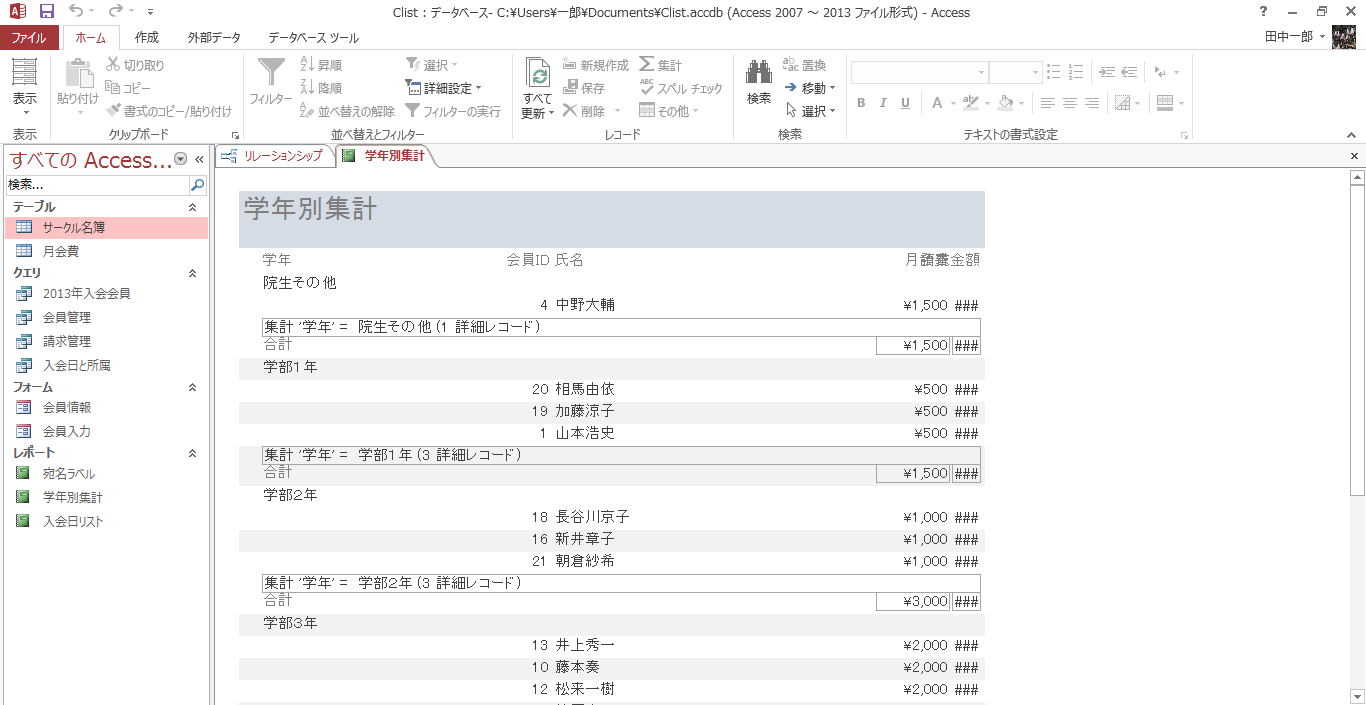 Clist : データベース- C:¥Users¥一郎¥Documents¥Clist.accdb (Access 2007 ～ 2013 ファイル形式) - Access
ファイル ホーム 作成 外部データ データベース ツール 田中一郎
表示
表示
貼り付け
切り取り
コピー
書式のコピー/貼り付け
クリップボード
フィルター
昇順
降順
並べ替えの解除
選択
詳細設定
フィルターの実行
並べ替えとフィルター
すべて
更新
新規作成
保存
削除
集計
スペル チェック
その他
レコード
検索
置換
移動
選択
検索
B I U A
テキストの書式設定
すべての Access...
検索...
テーブル
サークル名簿
月会費
クエリ
2013年入会会員
会員管理
請求管理
入会日と所属
フォーム
会員情報
会員入力
レポート
宛名ラベル
学年別集計
入会日リスト
リレーションシップ 学年別集計
学年別集計
学年 会員ID 氏名 金額
院生その他
4 中野大輔 ¥1,500 ###
集計 '学年' = 院生その他 (1 詳細レコード)
合計 ¥1,500 ###
学部１年
20 相馬由依 ¥500 ###
19 加藤涼子 ¥500 ###
1 山本浩史 ¥500 ###
集計 '学年' = 学部１年 (3 詳細レコード)
合計 ¥1,500 ###
学部２年
18 長谷川京子 ¥1,000 ###
16 新井章子 ¥1,000 ###
21 朝倉紗希 ¥1,000 ###
集計 '学年' = 学部２年 (3 詳細レコード)
合計 ¥3,000 ###
学部３年
13 井上秀一 ¥2,000 ###
10 藤本奏 ¥2,000 ###
12 松来一樹 ¥2,000 ###